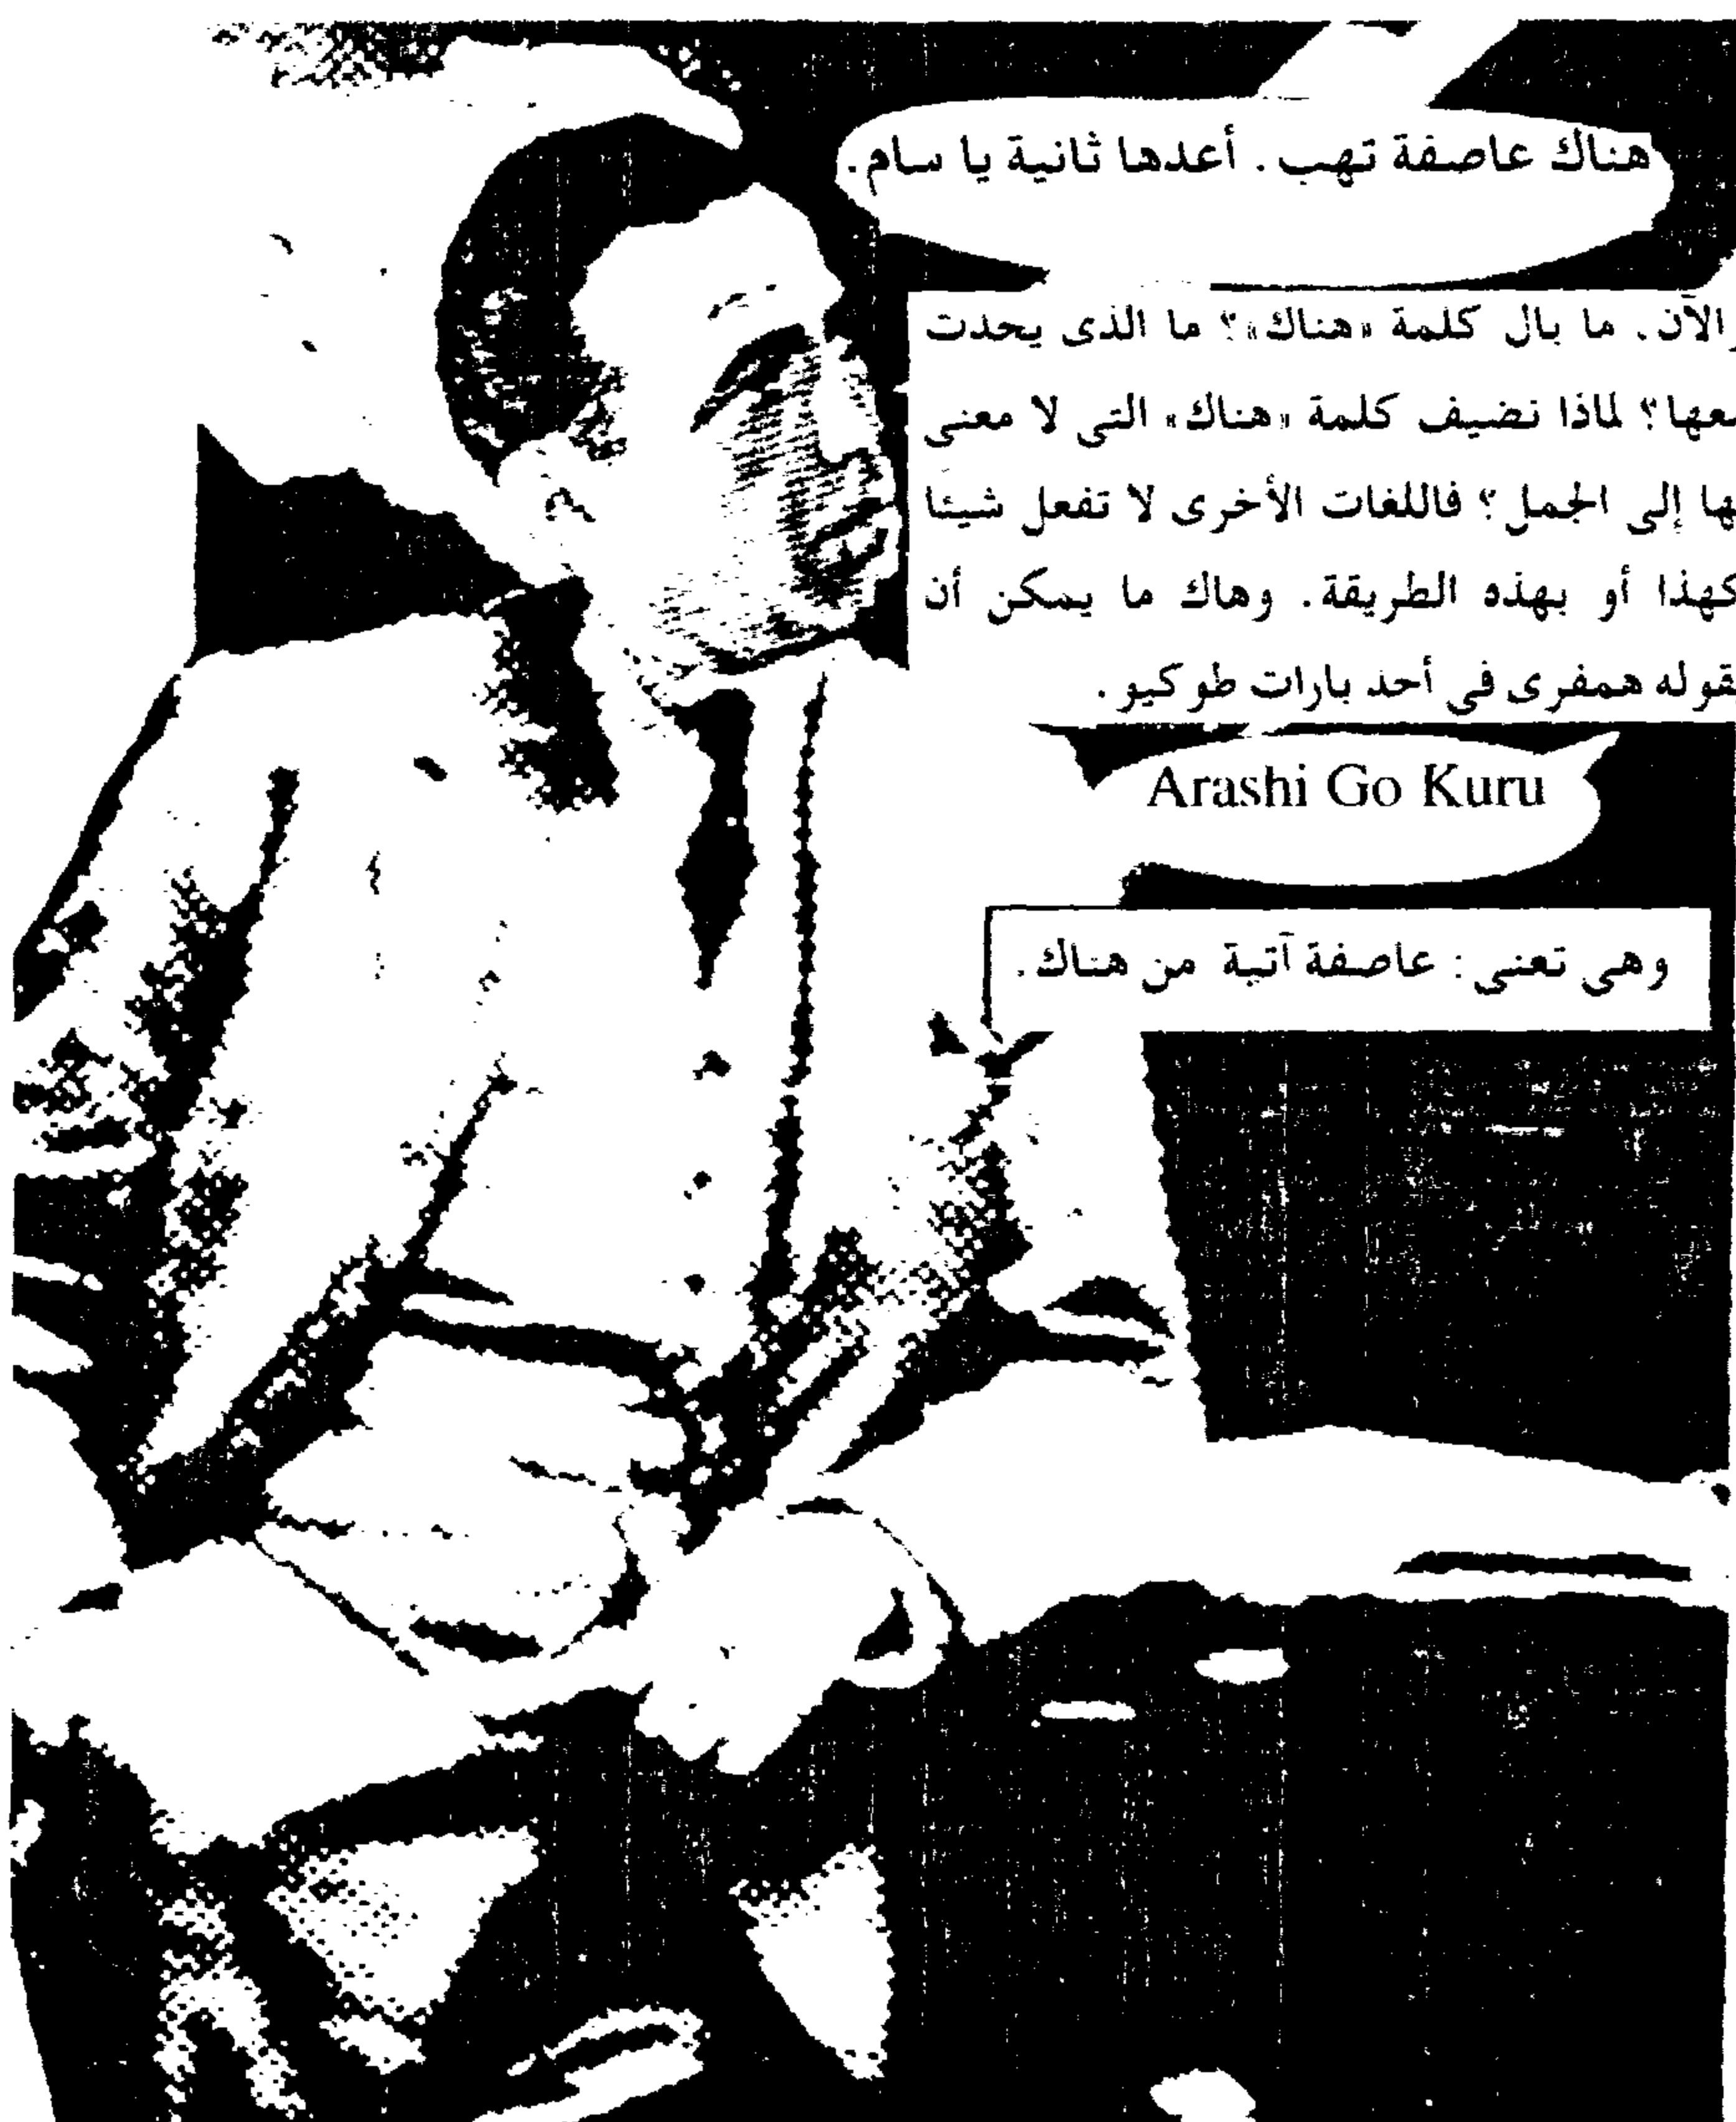 هناك عاصفة تهب. أعدها ثانية يا سام.
الآن. ما بال كلمة «هناك»؟ ما الذى يحدث
معها؟ لماذا نضيف كلمة «هناك» التى لا معنى
لها إلى الجمل؟ فاللغات الأخرى لا تفعل شيئا
كهذا أو بهذه الطريقة. وهاك ما يمكن أن
يقوله همفرى فى أحد بارات طوكيو.
Arashi Go Kuru
وهى تعنى: عاصفة آتية من هناك.